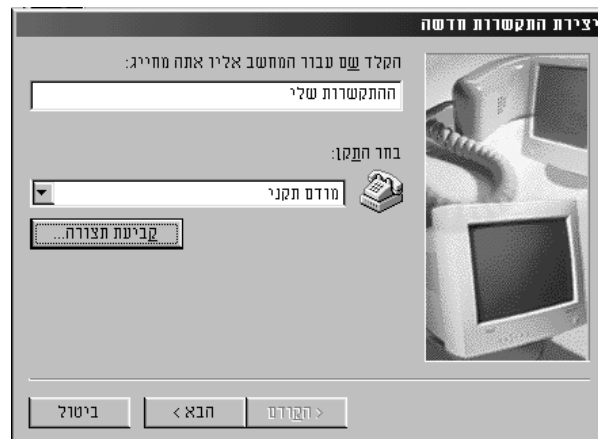 יצירת התקשרות חדשה
הקלד שם עבור המחשב אליו אתה מחייג:
ההתקשרות שלי
בחר התקן:
מודם תקני
קביעת תצורה...
< הקודם
הבא >
ביטול